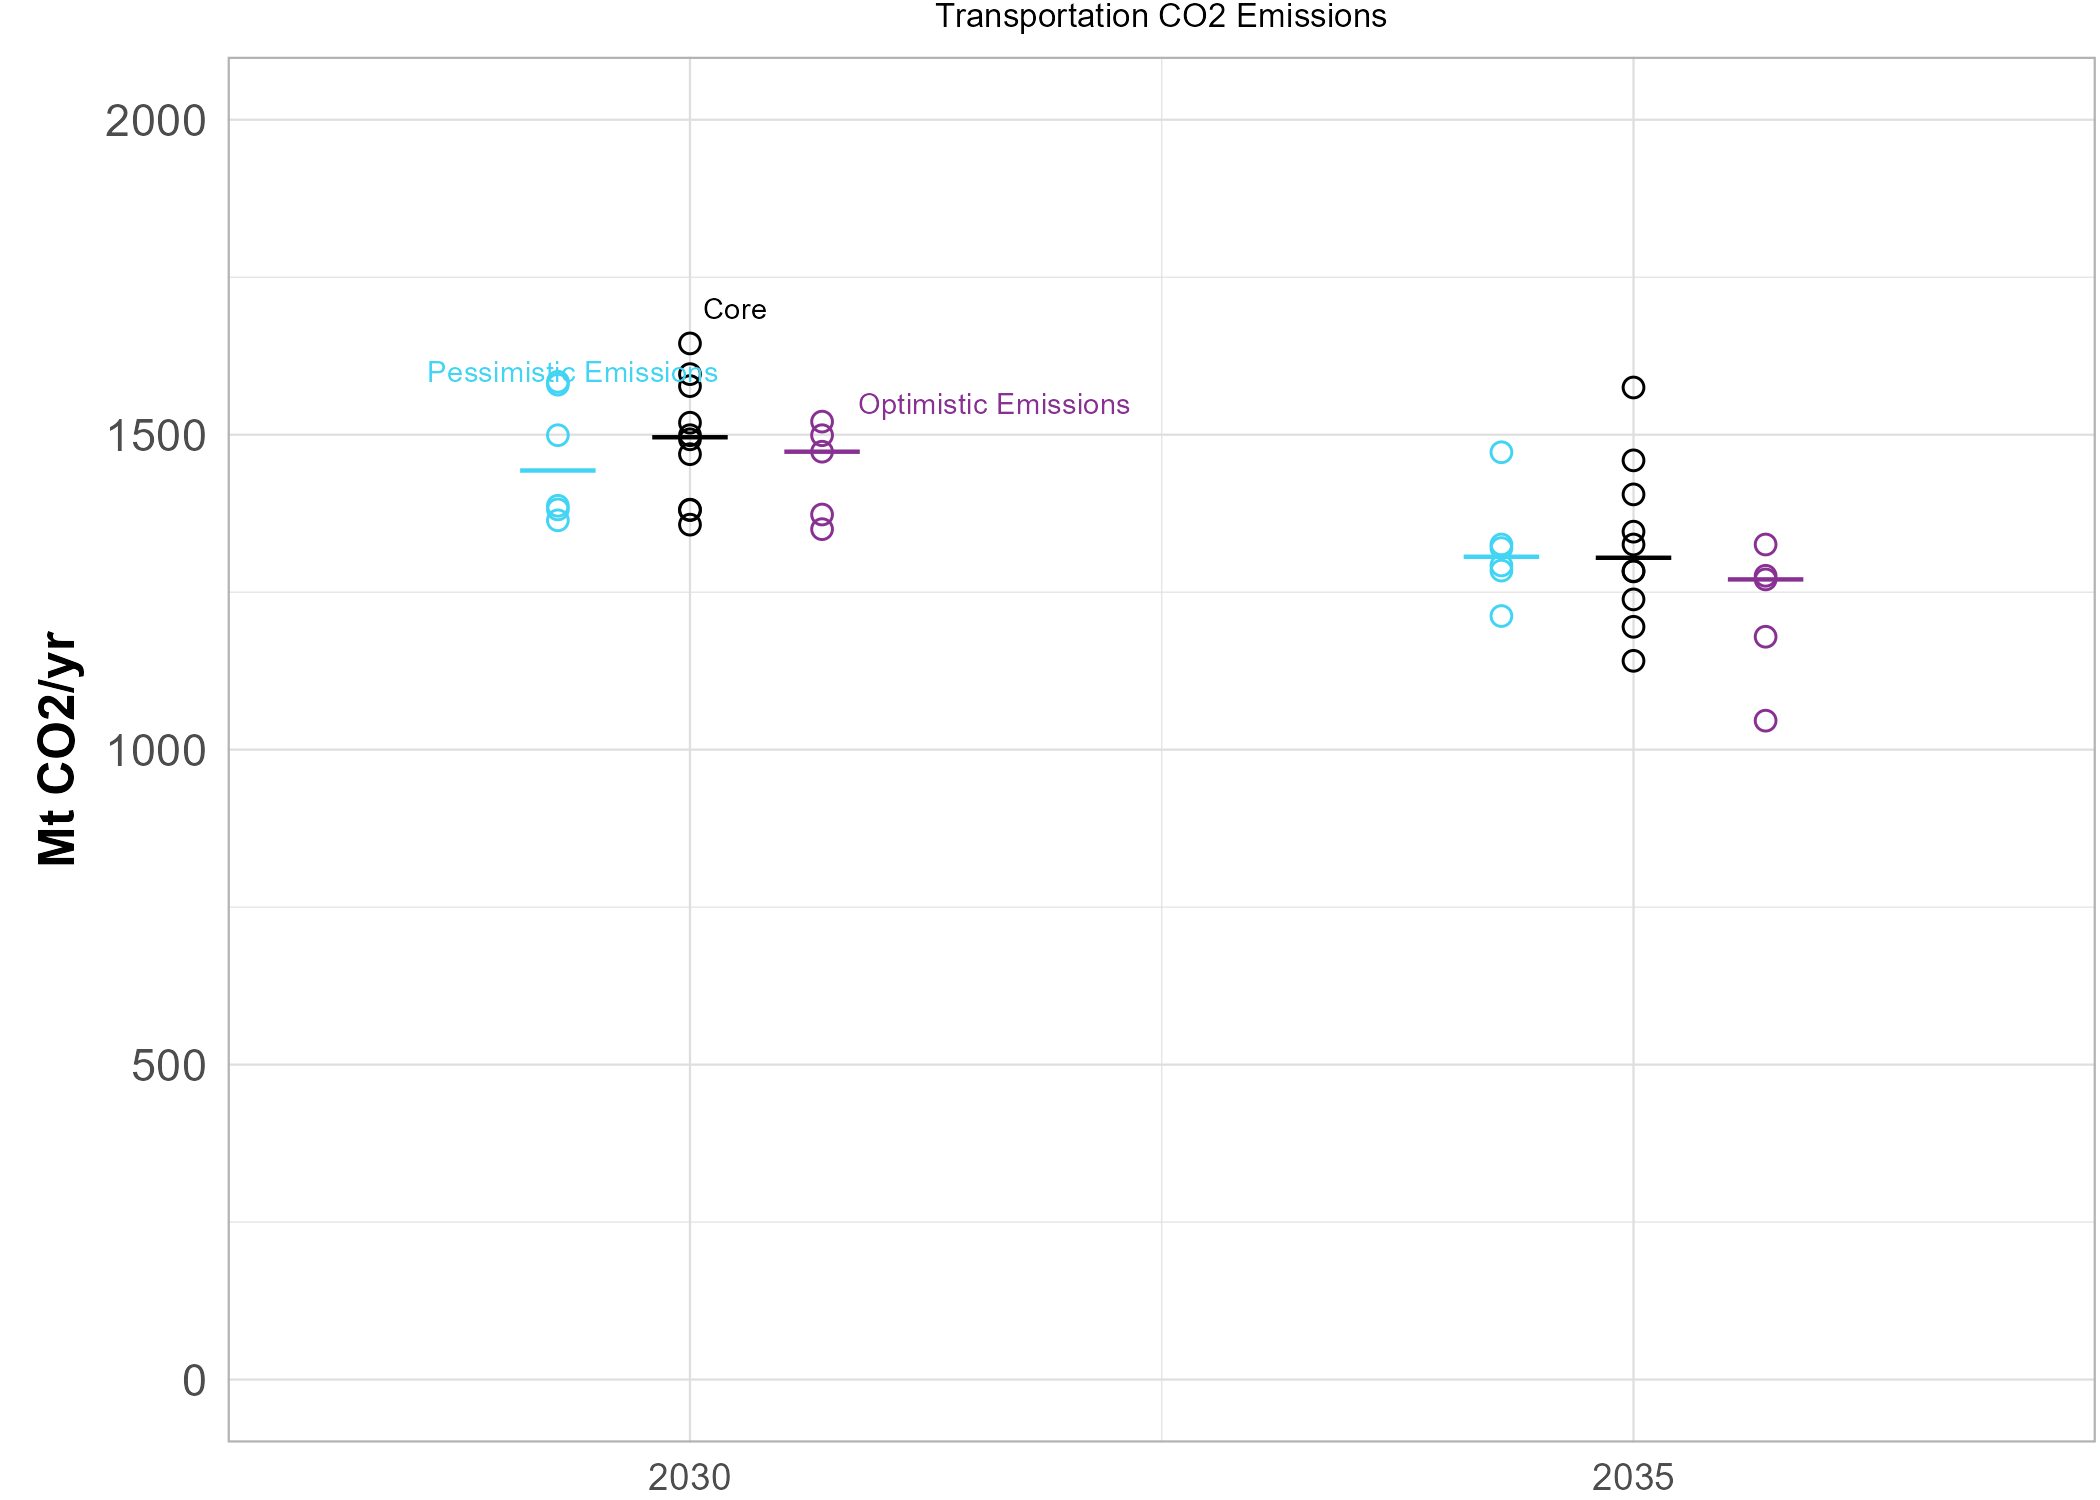 Transportation CO2 Emissions
Mt CO2/yr
2000
1500
1000
500
0
Core
Pessimistic Emissions
Optimistic Emissions
2030
2035